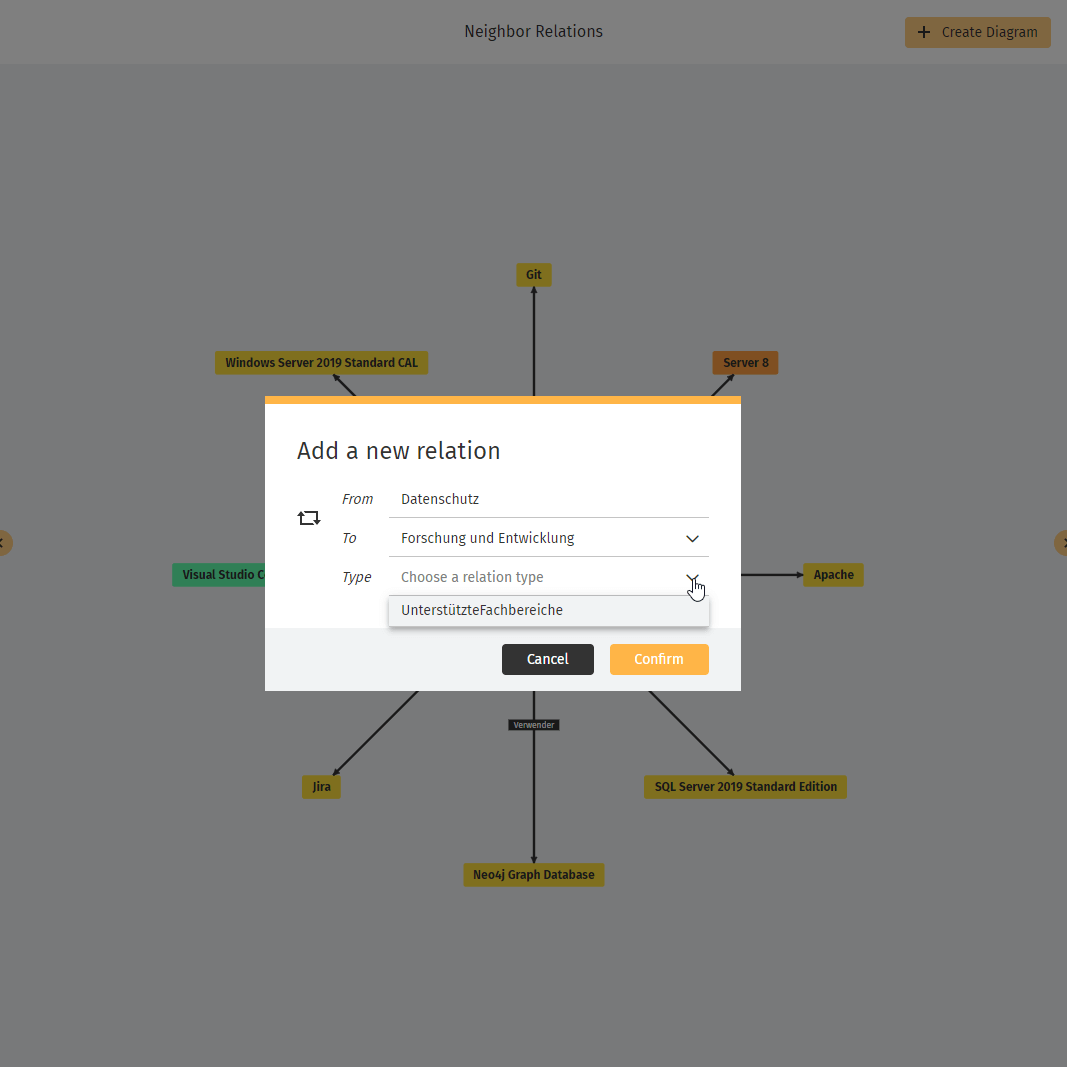 Neighbor Relations
Create Diagram
Git
Windows Server 2019 Standard CAL
Server 8
Add a new relation
From Datenschutz
To Forschung und Entwicklung
Visual Studio
Type Choose a relation type
Apache
UnterstützteFachbereiche
Cancel Confirm
Verwender
Jira
SQL Server 2019 Standard Edition
Neo4j Graph Database